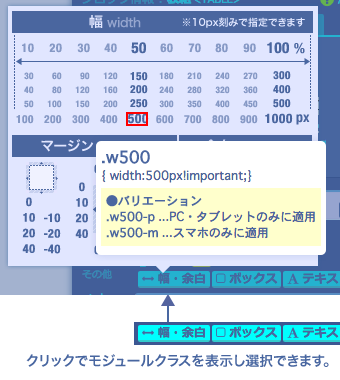 幅 width ※10px刻みで指定できます
10 20 30 40 50 60 70 80 90 100 %
30 60 90 120 150 180 210 240 270 300
40 80 120 160 200 240 280 320 360 400
50 100 150 200 250 300 350 400 450 500
100 200 300 400 500 600 700 800 900 1000 px
マージン
0
10 -10
20 -20
40 -40
0
10
20
40
.w500
{ width:500px!important;}
●バリエーション
.w500-p ...PC・タブレットのみに適用
.w500-m ...スマホのみに適用
その他 ↔ 幅・余白 ボックス A テキス
↔ 幅・余白 ボックス A テキス
クリックでモジュールクラスを表示し選択できます。